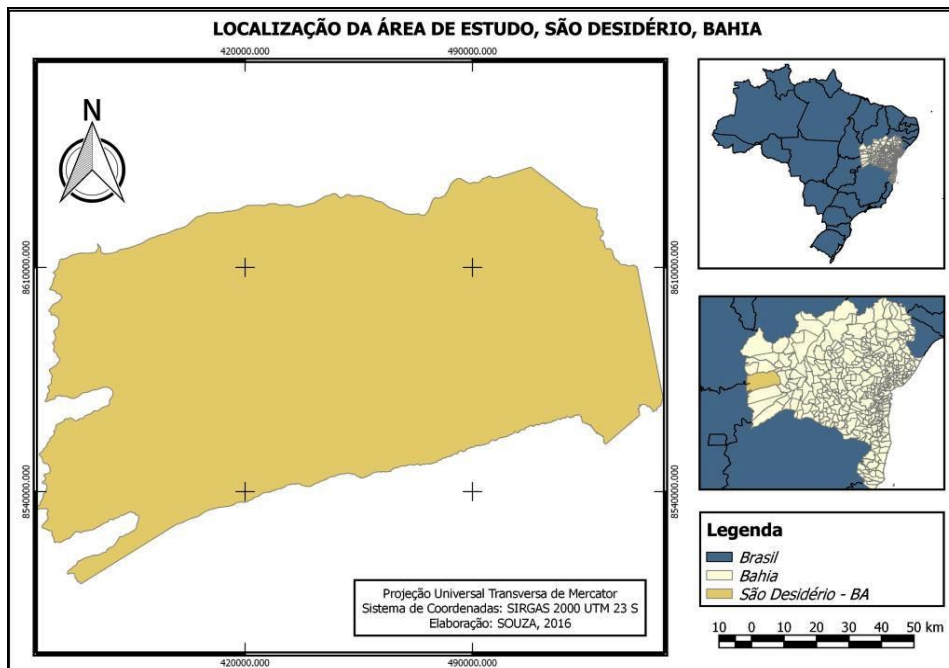 LOCALIZAÇÃO DA ÁREA DE ESTUDO, SÃO DESIDÉRIO, BAHIA
420000.000
490000.000
N
8610000.000
8610000.000
8540000.000
8540000.000
Projeção Universal Transversa de Mercator
Sistema de Coordenadas: SIRGAS 2000 UTM 23 S
Elaboração: SOUZA, 2016
420000.000
490000.000
Legenda
Brasil
Bahia
São Desidério - BA
10 0 10 20 30 40 50 km